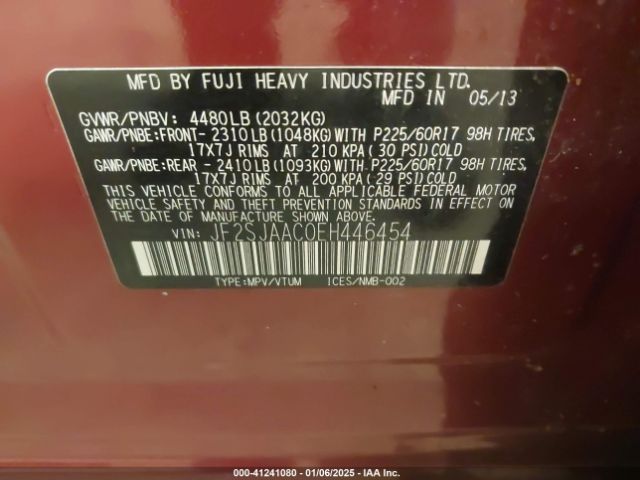 MFD BY FUJI HEAVY INDUSTRIES LTD.
MFD IN 05/13
GVWR/PNBV: 4480LB (2032KG)
GAWR/PNBE:FRONT- 2310LB(1048KG)WITH P225/60R17 98H TIRES,
17X7J RIMS AT 210 KPA( 30 PSI)COLD
GAWR/PNBE:REAR - 2410LB(1093KG)WITH P225/60R17 98H TIRES,
17X7J RIMS AT 200 KPA( 29 PSI)COLD
THIS VEHICLE CONFORMS TO ALL APPLICABLE FEDERAL MOTOR
VEHICLE SAFETY AND THEFT PREVENTION STANDARDS IN EFFECT
ON THE DATE OF MANUFACTURE SHOWN ABOVE.
VIN: JF2SJAAC0EH446454
TYPE:MPV/VTUM ICES/NMB-002
000-41241080 - 01/06/2025 - IAA Inc.